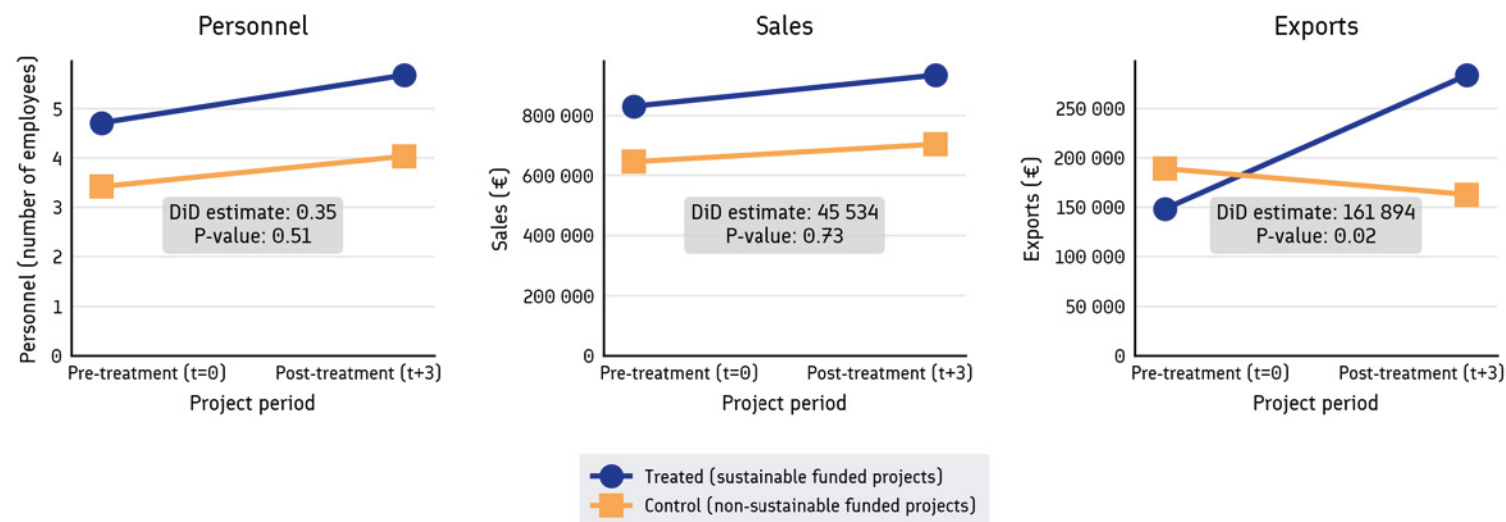 Personnel
Personnel (number of employees)
5
4
3
2
1
0
DiD estimate: 0.35
P-value: 0.51
Pre-treatment (t=0)
Post-treatment (t+3)
Project period
Sales
Sales (€)
800 000
600 000
400 000
200 000
0
DiD estimate: 45 534
P-value: 0.73
Pre-treatment (t=0)
Post-treatment (t+3)
Project period
Exports
Exports (€)
250 000
200 000
150 000
100 000
50 000
0
DiD estimate: 161 894
P-value: 0.02
Pre-treatment (t=0)
Post-treatment (t+3)
Project period
Treated (sustainable funded projects)
Control (non-sustainable funded projects)